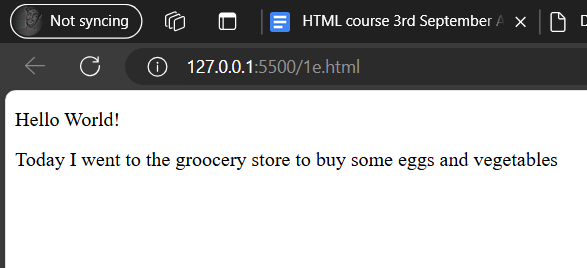 Not syncing
HTML course 3rd September
127.0.0.1:5500/1e.html
Hello World!
Today I went to the groocery store to buy some eggs and vegetables